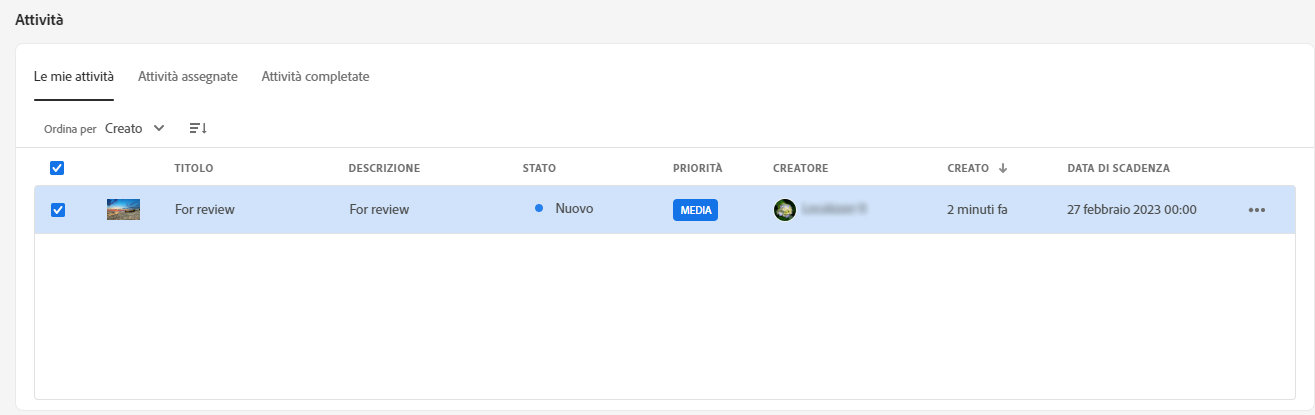 Attività
Le mie attività Attività assegnate Attività completate
Ordina per Creato
TITOLO DESCRIZIONE STATO PRIORITÀ CREATORE CREATO DATA DI SCADENZA
For review For review Nuovo MEDIA 2 minuti fa 27 febbraio 2023 00:00